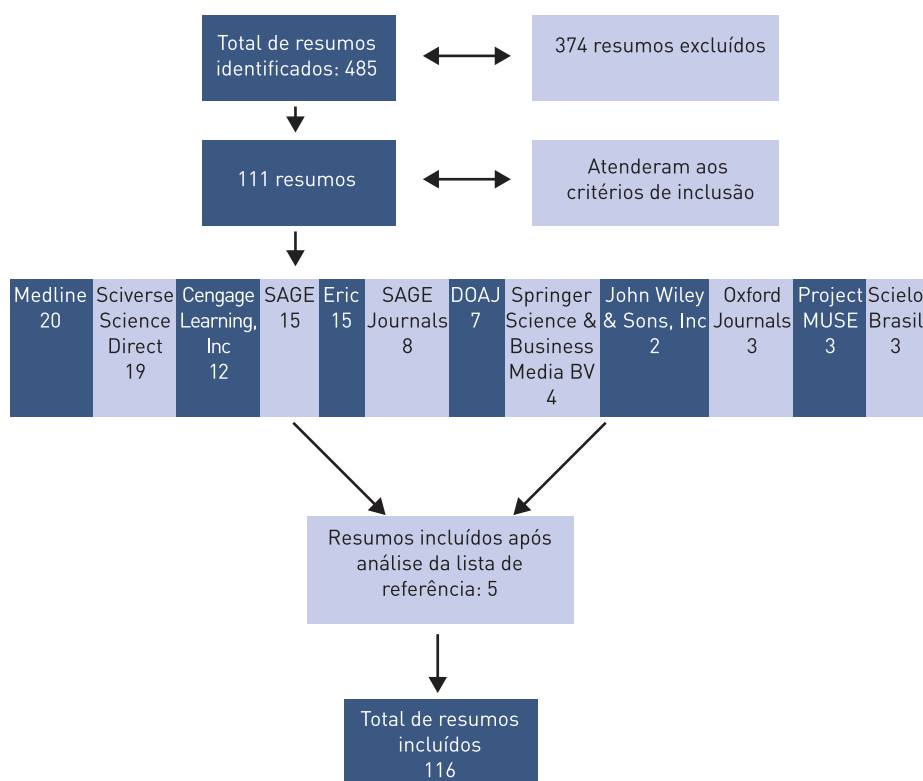 Total de resumos
identificados: 485
374 resumos excluídos
111 resumos
Atenderam aos
critérios de inclusão
Medline
20
Sciverse
Science
Direct
19
Cengage
Learning,
Inc
12
SAGE
15
Eric
15
SAGE
Journals
8
DOAJ
7
Springer
Science &
Business
Media BV
4
John Wiley
& Sons, Inc
2
Oxford
Journals
3
Project
MUSE
3
Scielo
Brasil
3
Resumos incluídos após
análise da lista de
referência: 5
Total de resumos
incluídos
116